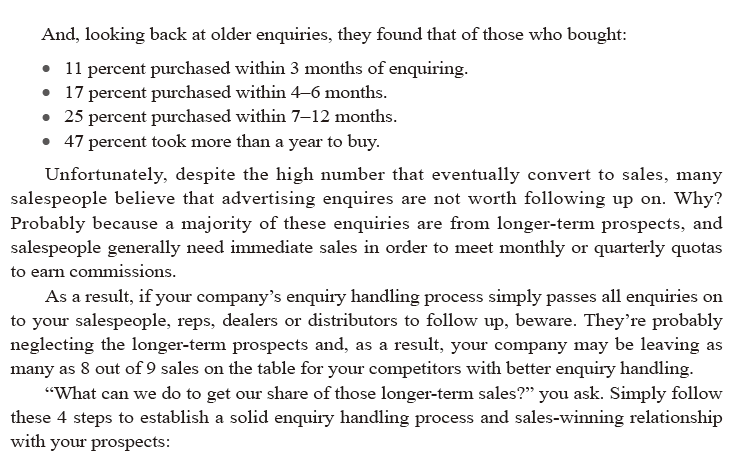 And, looking back at older enquiries, they found that of those who bought:
• 11 percent purchased within 3 months of enquiring.
• 17 percent purchased within 4–6 months.
• 25 percent purchased within 7–12 months.
• 47 percent took more than a year to buy.
Unfortunately, despite the high number that eventually convert to sales, many
salespeople believe that advertising enquires are not worth following up on. Why?
Probably because a majority of these enquiries are from longer-term prospects, and
salespeople generally need immediate sales in order to meet monthly or quarterly quotas
to earn commissions.
As a result, if your company’s enquiry handling process simply passes all enquiries on
to your salespeople, reps, dealers or distributors to follow up, beware. They’re probably
neglecting the longer-term prospects and, as a result, your company may be leaving as
many as 8 out of 9 sales on the table for your competitors with better enquiry handling.
“What can we do to get our share of those longer-term sales?” you ask. Simply follow
these 4 steps to establish a solid enquiry handling process and sales-winning relationship
with your prospects: